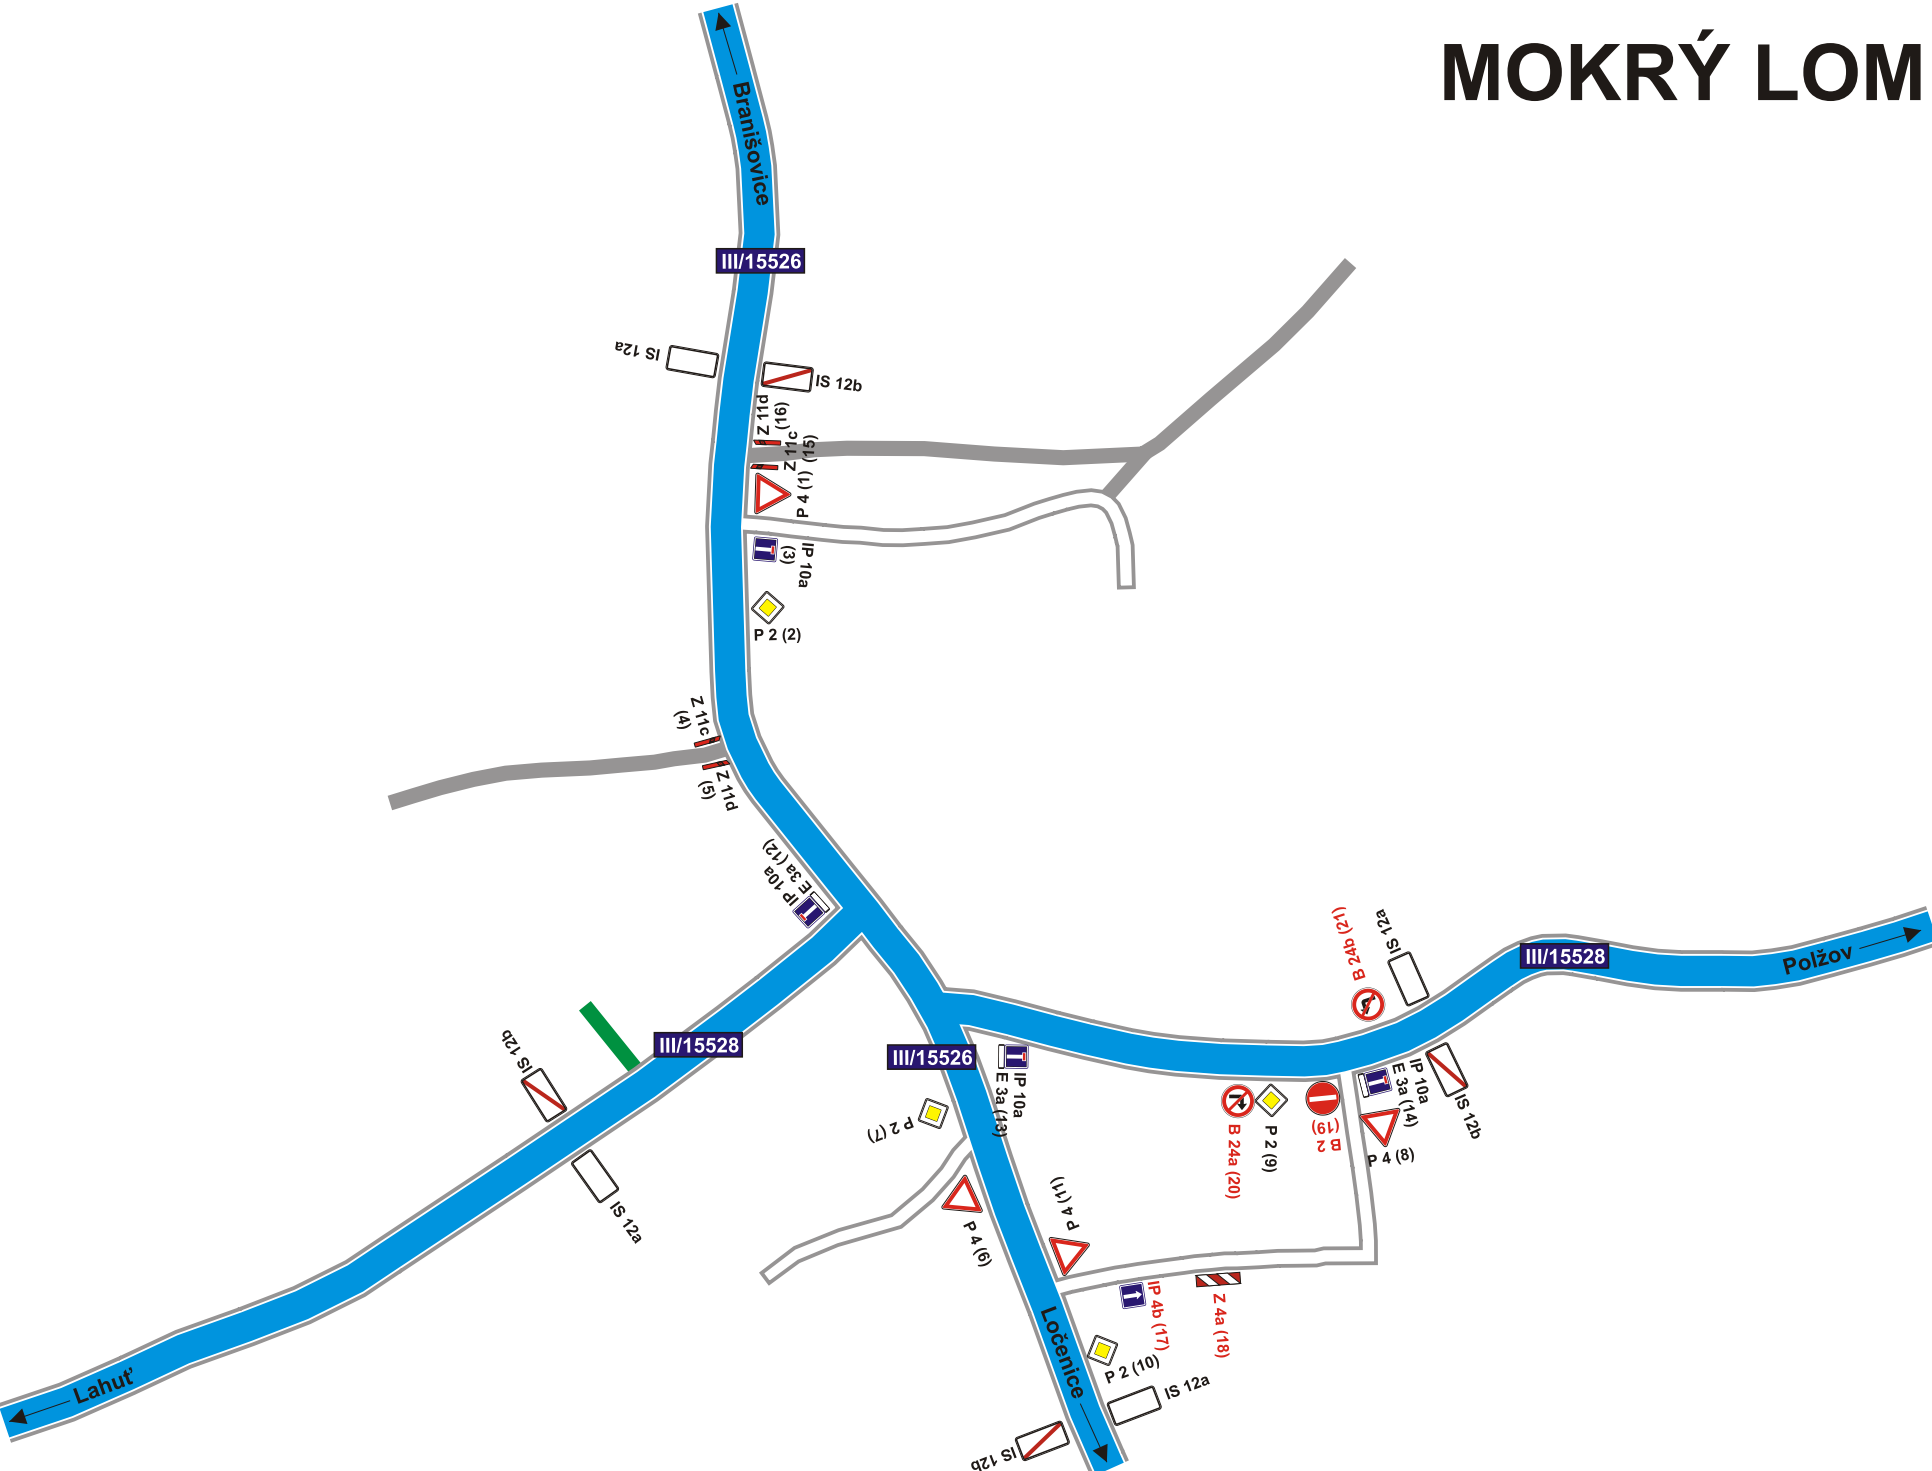 MOKRÝ LOM
Branišovice
III/15526
IS 12a
IS 12b
Z 11d
(16)
Z 11c
(15)
P 4 (1)
IP 10a
(3)
P 2 (2)
Z 11c
(4)
Z 11d
(5)
E 3a (12)
IP 10a
B 24b (21)
IS 12a
III/15528
Polžov
IS 12b
III/15528
III/15526
IP 10a
E 3a (13)
P 2 (7)
IP 10a
E 3a (14)
IS 12b
B 24a (20)
P 2 (9)
B 2
(19)
P 4 (8)
IS 12a
P 4 (6)
P 4 (11)
IP 4b (17)
Z 4a (18)
Ločenice
P 2 (10)
IS 12a
Lahuť
IS 12b